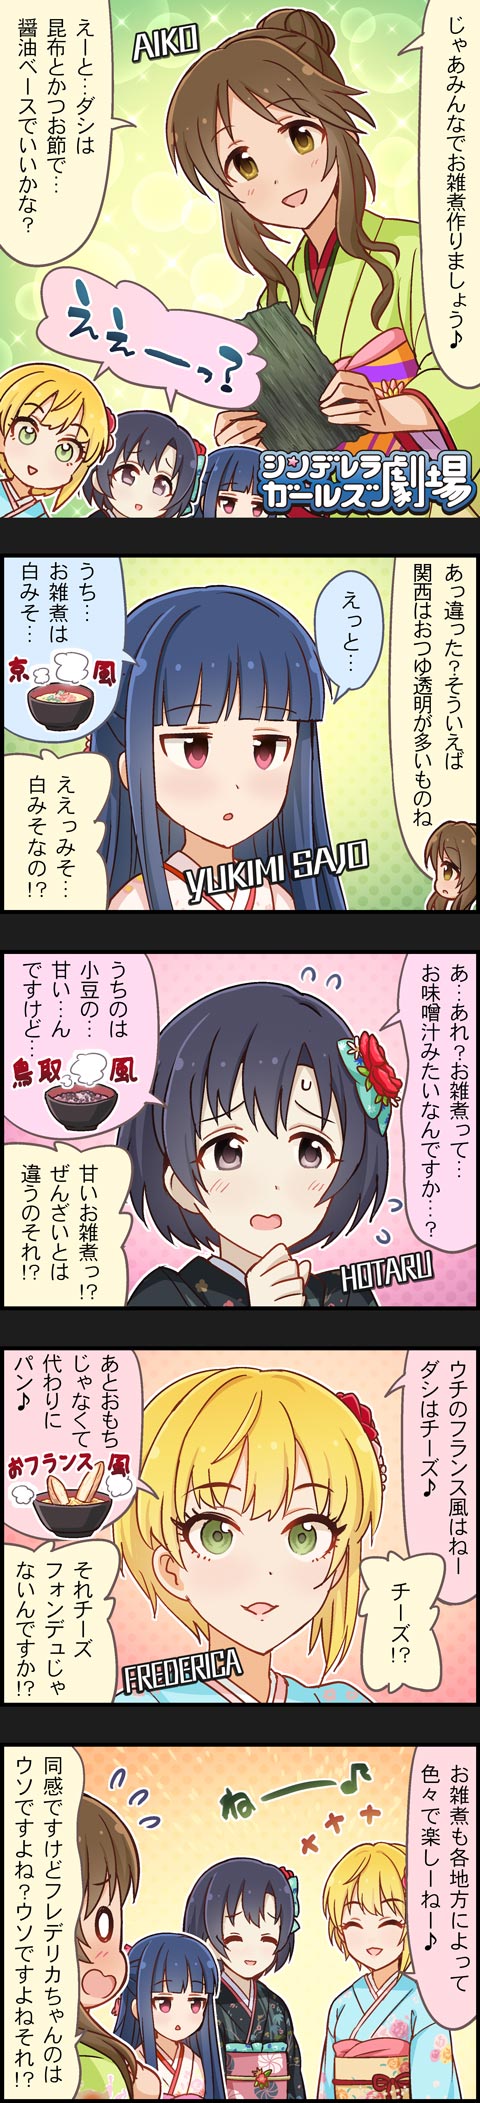 じゃあみんなでお雑煮作りましょう♪
AIKO
えーと…ダシは
昆布とかつお節で…
醤油ベースでいいかな？
えぇーっ？
シンデレラ
ガールズ劇場
あっ違った？そういえば
関西はおつゆ透明が多いものね
えっと…
うち…
お雑煮は
白みそ…
京風
ええっみそ…
白みそなの!?
YUKIMI SAJO
あ…あれ？お雑煮って…
お味噌汁みたいなんですか…？
うちのは
小豆の…
甘い…ん
ですけど…
鳥取風
甘いお雑煮っ!?
ぜんざいとは
違うのそれ!?
HOTARU
ウチのフランス風はねー
ダシはチーズ♪
チーズ!?
あとおもち
じゃなくて
代わりに
パン♪
おフランス風
それチーズ
フォンデュじゃ
ないんですか!?
FREDERICA
お雑煮も各地方によって
色々で楽しーねー♪
ねー♪
同感ですけどフレデリカちゃんのは
ウソですよね？ウソですよねそれ!?